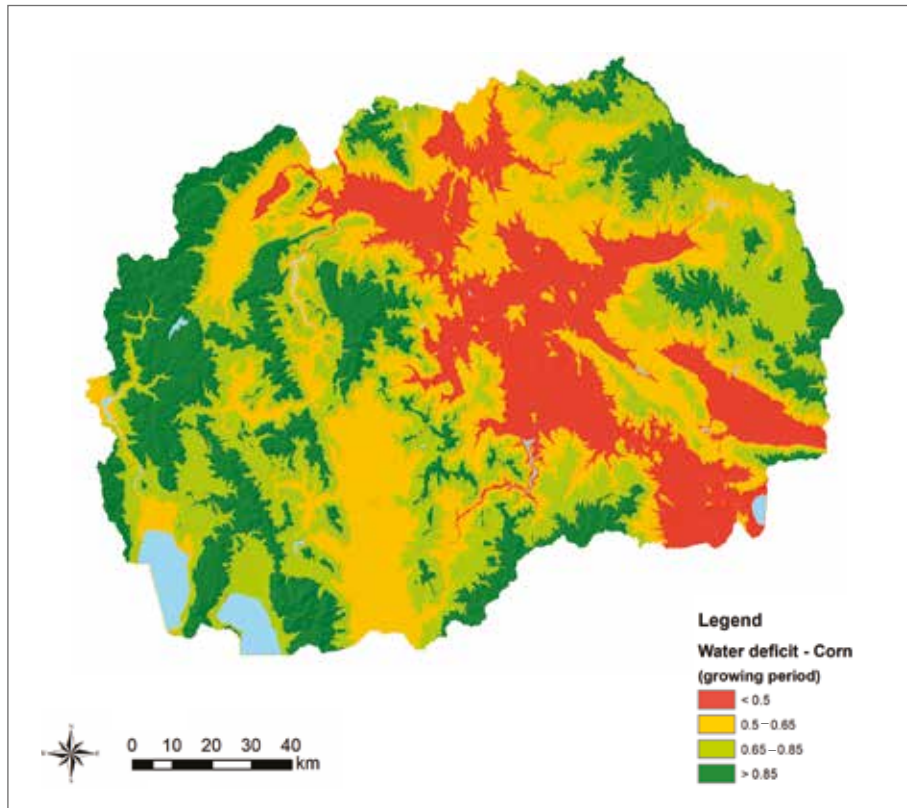 Legend
Water deficit - Corn
(growing period)
< 0.5
0.5–0.65
0.65–0.85
> 0.85
0 10 20 30 40
km